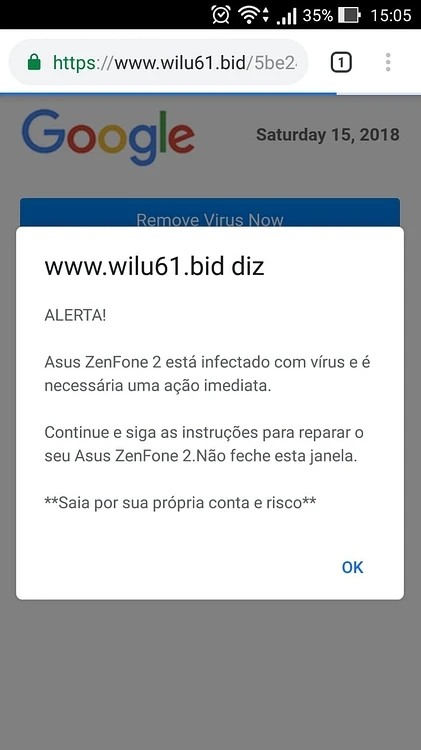 35% 15:05
https://www.wilu61.bid/5be2 1
Google Saturday 15, 2018
Remove Virus Now
www.wilu61.bid diz
ALERTA!
Asus ZenFone 2 está infectado com vírus e é
necessária uma ação imediata.
Continue e siga as instruções para reparar o
seu Asus ZenFone 2.Não feche esta janela.
**Saia por sua própria conta e risco**
OK